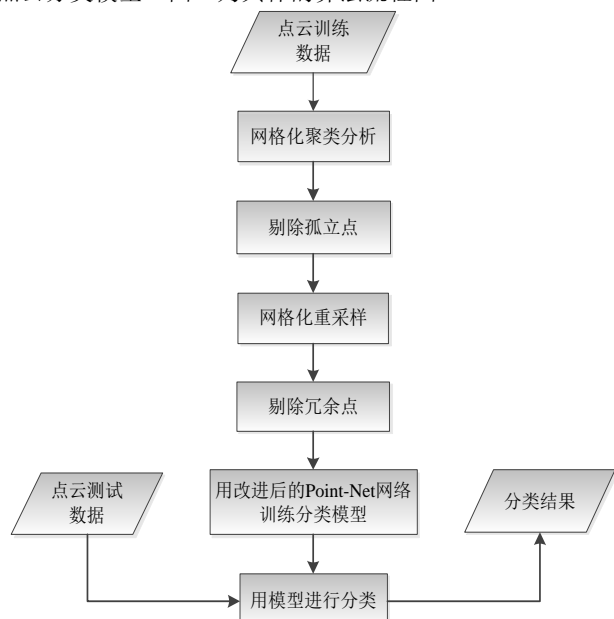 点云训练
数据
网格化聚类分析
剔除孤立点
网格化重采样
剔除冗余点
点云测试
数据
用改进后的Point-Net网络
训练分类模型
分类结果
用模型进行分类